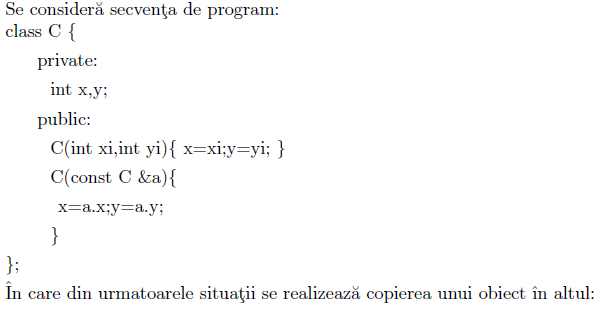 Se consideră secvenţa de program:
class C {
private:
int x,y;
public:
C(int xi,int yi){ x=xi;y=yi; }
C(const C &a){
x=a.x;y=a.y;
}
};
În care din urmatoarele situaţii se realizează copierea unui obiect în altul: